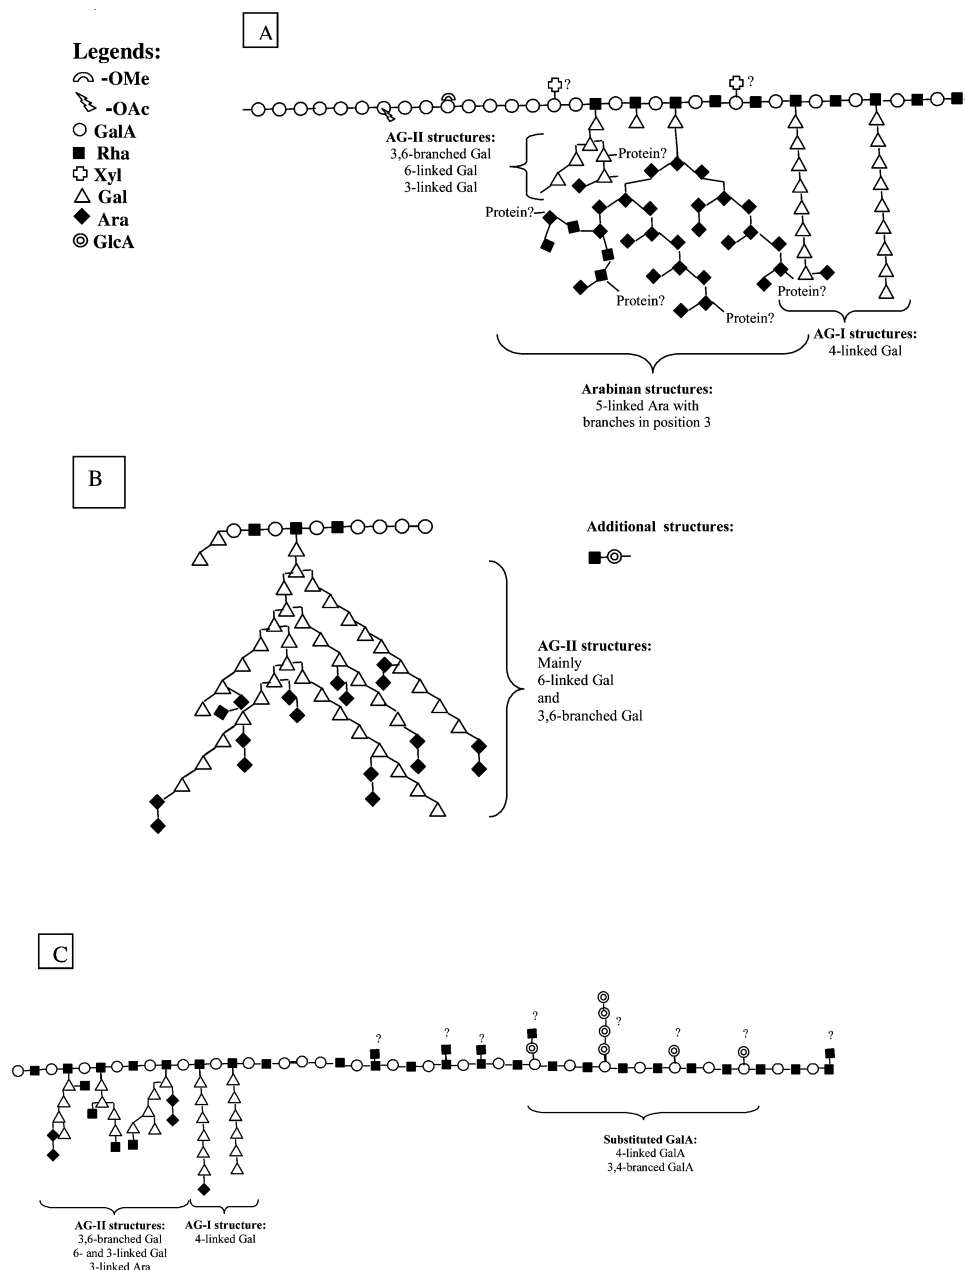 A
Legends:
-OMe
-OAc
GalA
Rha
Xyl
Gal
Ara
GlcA
?
?
AG-II structures:
3,6-branched Gal
6-linked Gal
3-linked Gal
Protein?
Protein?
Protein?
Protein?
Protein?
AG-I structures:
4-linked Gal
Arabinan structures:
5-linked Ara with
branches in position 3
B
Additional structures:
AG-II structures:
Mainly
6-linked Gal
and
3,6-branched Gal
C
?
?
?
?
?
?
?
?
Substituted GalA:
4-linked GalA
3,4-branced GalA
AG-II structures:
3,6-branched Gal
6- and 3-linked Gal
3-linked Ara
AG-I structure:
4-linked Gal